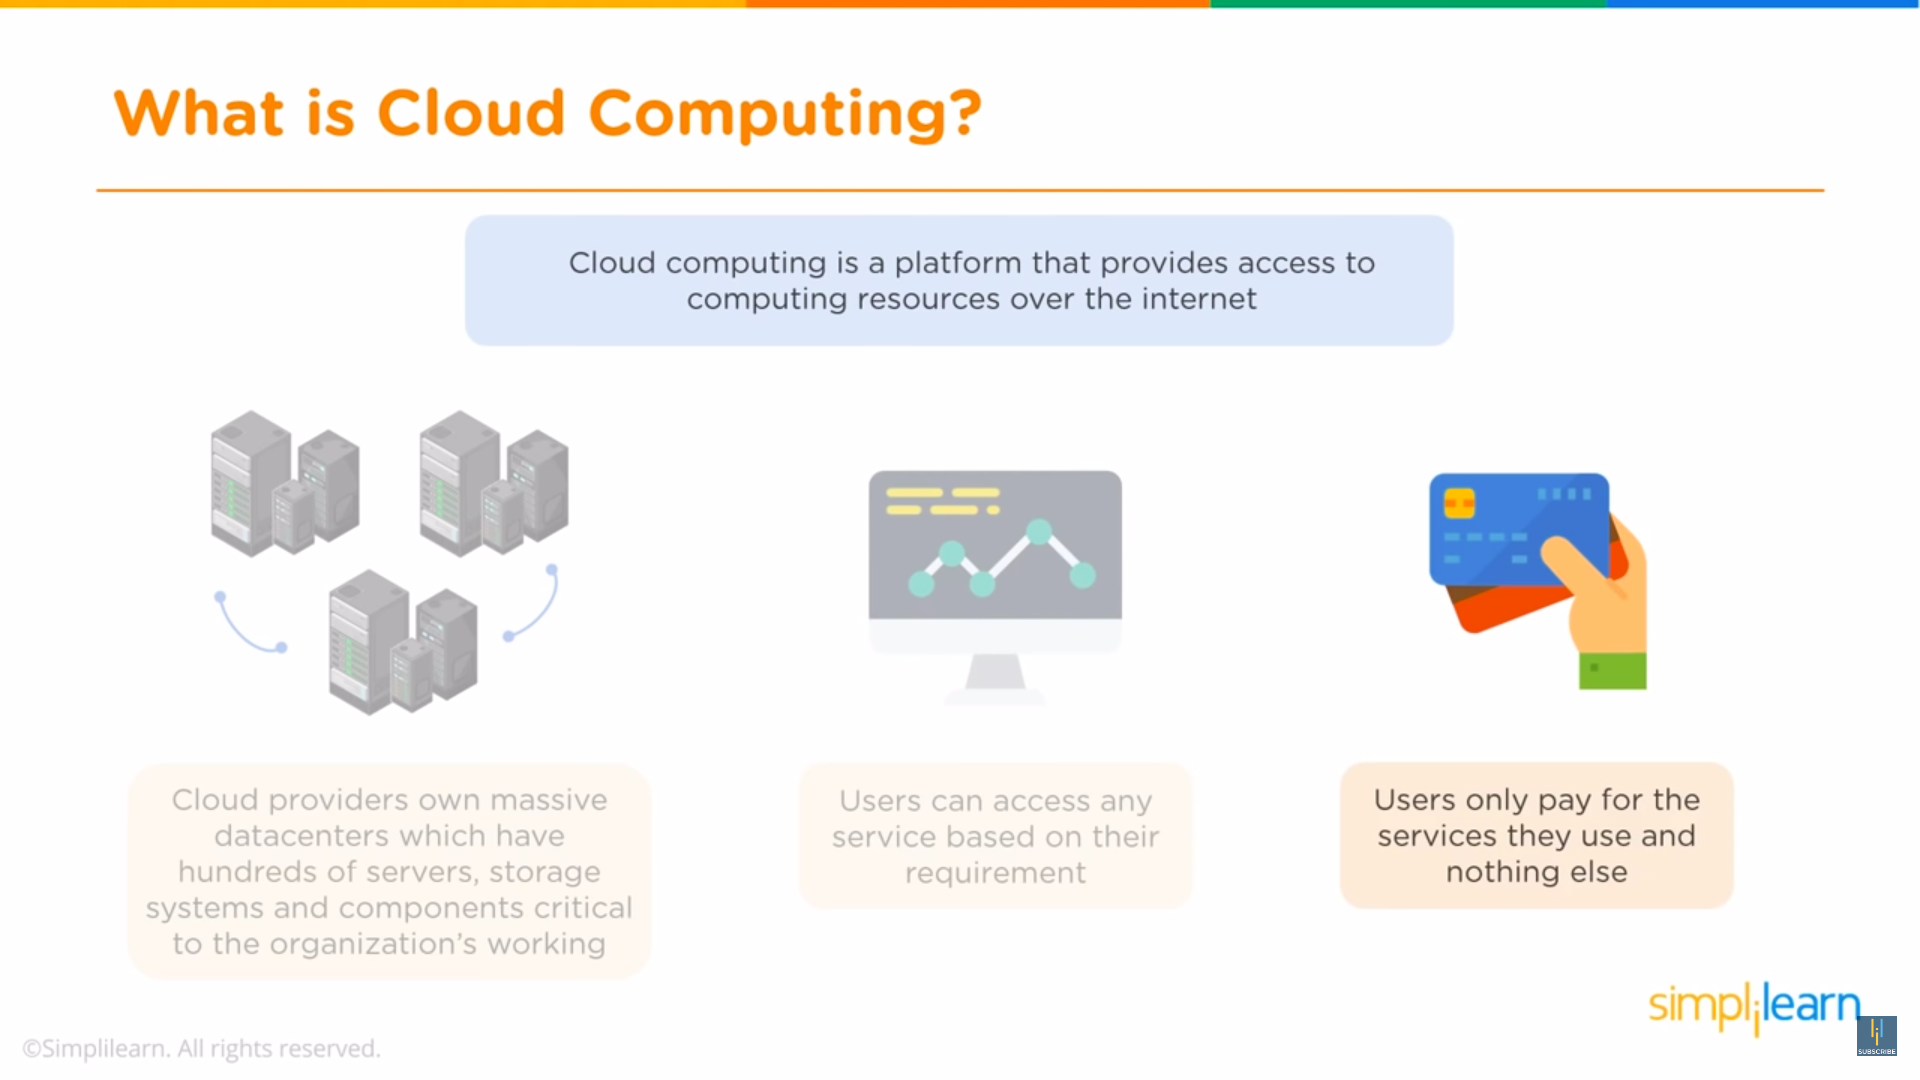 What is Cloud Computing?
Cloud computing is a platform that provides access to
computing resources over the internet
Cloud providers own massive
datacenters which have
hundreds of servers, storage
systems and components critical
to the organization's working
Users can access any
service based on their
requirement
Users only pay for the
services they use and
nothing else
simplilearn
SUBSCRIBE
©Simplilearn. All rights reserved.